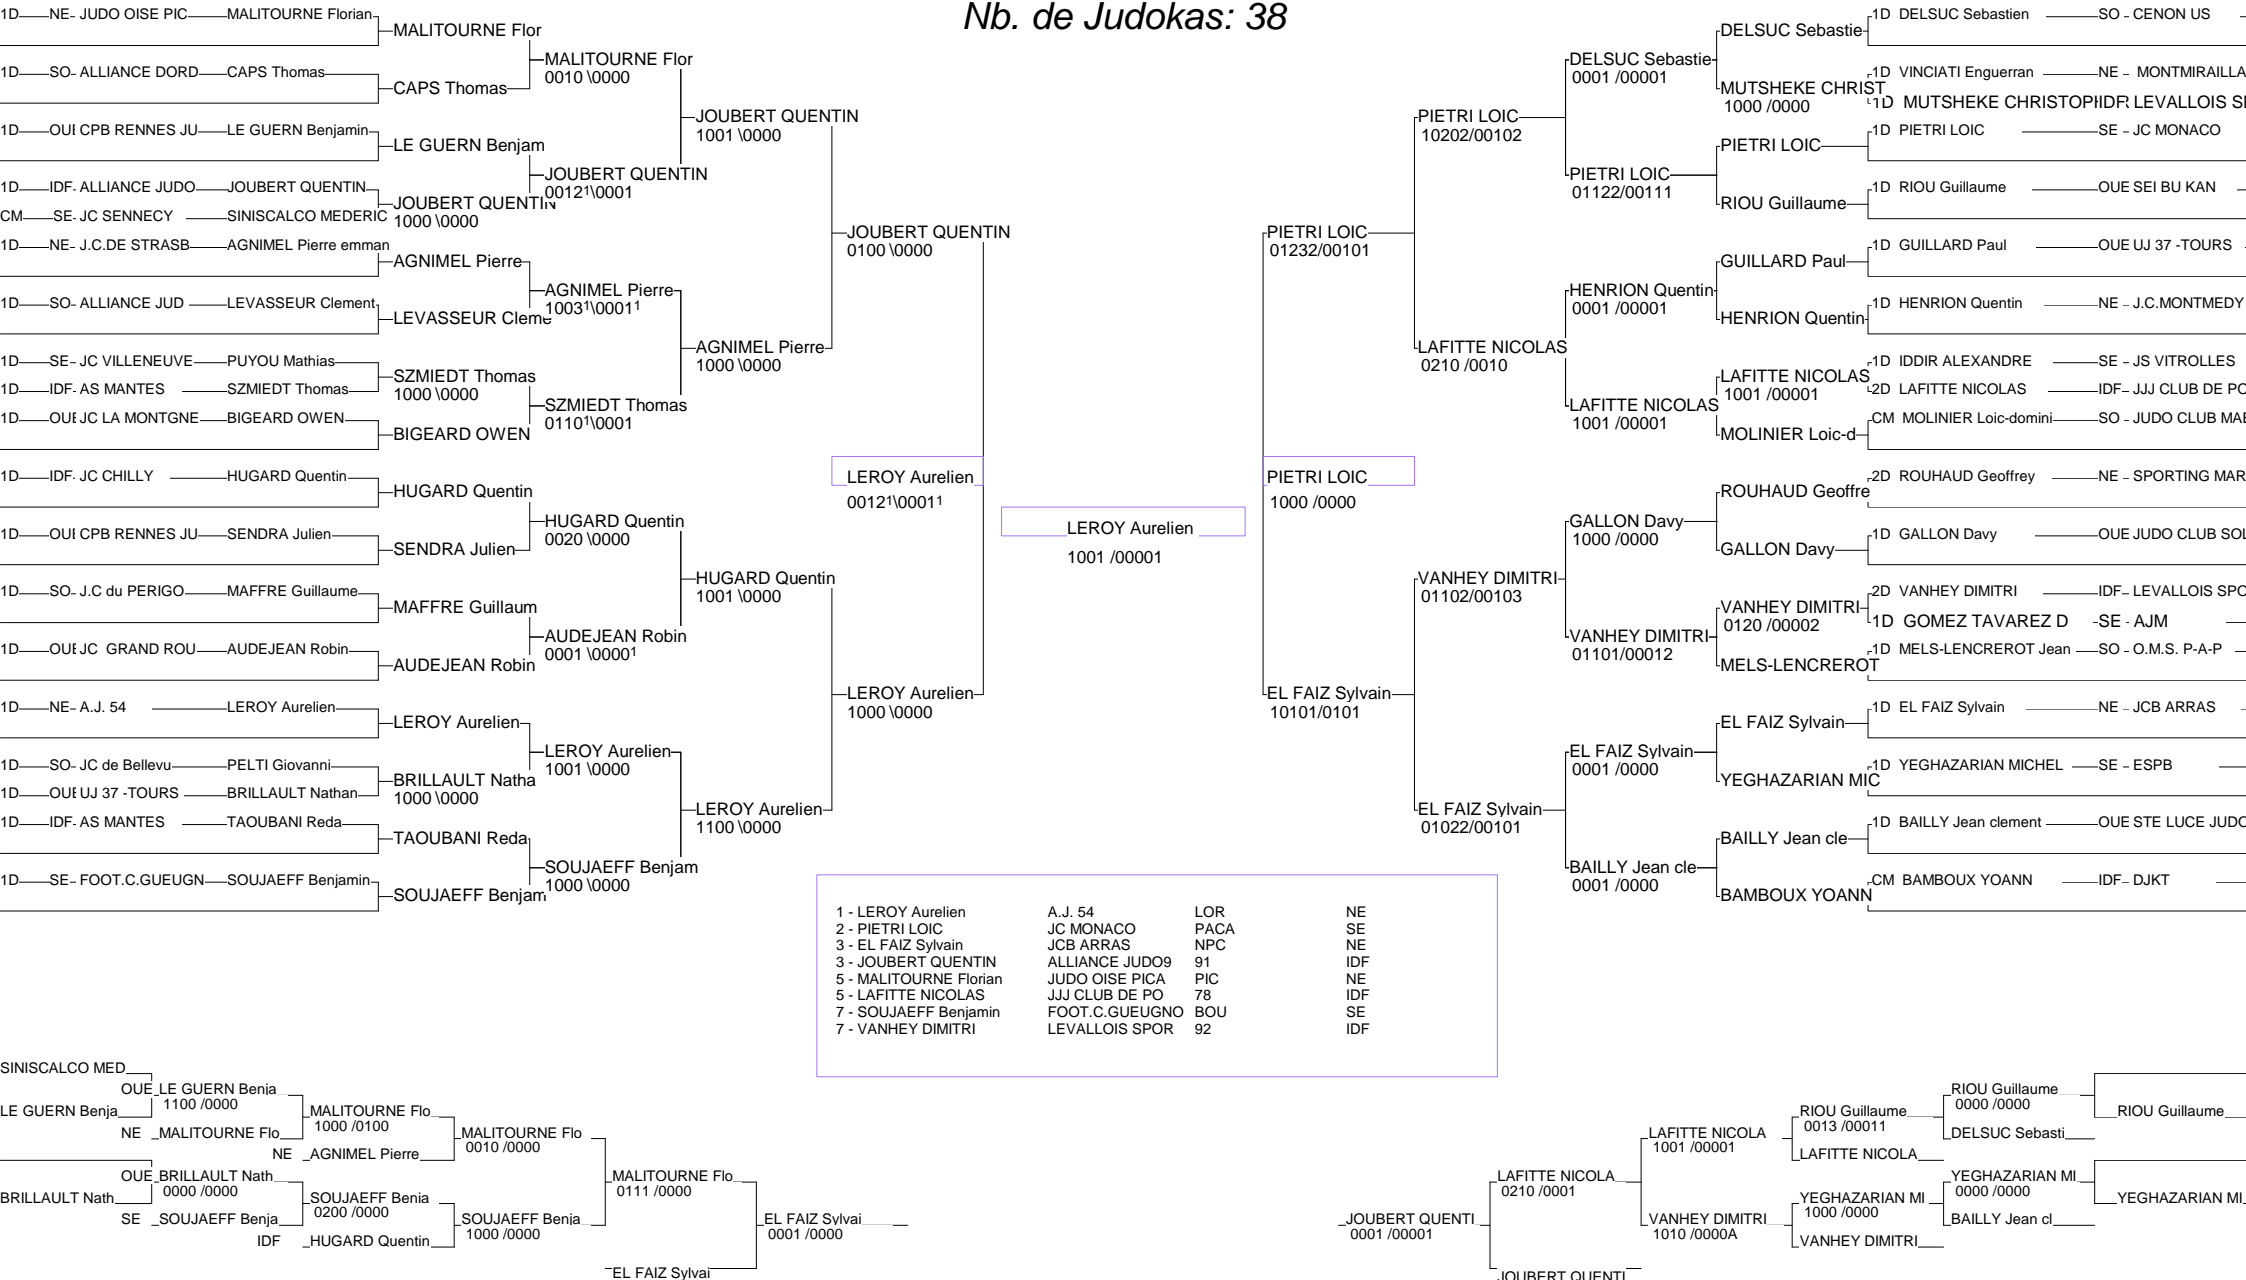 Nb. de Judokas: 38
1D NE- JUDO OISE PIC MALITOURNE Florian
1D SO- ALLIANCE DORD CAPS Thomas
1D OUE CPB RENNES JU LE GUERN Benjamin
1D IDF- ALLIANCE JUDO JOUBERT QUENTIN
CM SE- JC SENNECY SINISCALCO MEDERIC
1D NE- J.C.DE STRASB AGNIMEL Pierre emman
1D SO- ALLIANCE JUD LEVASSEUR Clement
1D SE- JC VILLENEUVE PUYOU Mathias
1D IDF- AS MANTES SZMIEDT Thomas
1D OUE JC LA MONTGNE BIGEARD OWEN
1D IDF- JC CHILLY HUGARD Quentin
1D OUE CPB RENNES JU SENDRA Julien
1D SO- J.C du PERIGO MAFFRE Guillaume
1D OUE JC GRAND ROU AUDEJEAN Robin
1D NE- A.J. 54 LEROY Aurelien
1D SO- JC de Bellevu PELTI Giovanni
1D OUE UJ 37 -TOURS BRILLAULT Nathan
1D IDF- AS MANTES TAOUBANI Reda
1D SE- FOOT.C.GUEUGN SOUJAEFF Benjamin
MALITOURNE Flor
CAPS Thomas
LE GUERN Benjam
JOUBERT QUENTIN
1000 \0000
AGNIMEL Pierre
LEVASSEUR Cleme
SZMIEDT Thomas
1000 \0000
BIGEARD OWEN
HUGARD Quentin
SENDRA Julien
MAFFRE Guillaum
AUDEJEAN Robin
LEROY Aurelien
BRILLAULT Natha
1000 \0000
TAOUBANI Reda
SOUJAEFF Benjam
MALITOURNE Flor
0010 \0000
JOUBERT QUENTIN
0012¹\0001
AGNIMEL Pierre
1003¹\0001¹
SZMIEDT Thomas
0110¹\0001
HUGARD Quentin
0020 \0000
AUDEJEAN Robin
0001 \0000¹
LEROY Aurelien
1001 \0000
SOUJAEFF Benjam
1000 \0000
JOUBERT QUENTIN
1001 \0000
AGNIMEL Pierre
1000 \0000
HUGARD Quentin
1001 \0000
LEROY Aurelien
1100 \0000
JOUBERT QUENTIN
0100 \0000
LEROY Aurelien
1000 \0000
LEROY Aurelien
0012¹\0001¹
LEROY Aurelien
1001 /00001
PIETRI LOIC
1000 /0000
PIETRI LOIC
01232/00101
EL FAIZ Sylvain
10101/0101
PIETRI LOIC
10202/00102
LAFITTE NICOLAS
0210 /0010
VANHEY DIMITRI
01102/00103
EL FAIZ Sylvain
01022/00101
DELSUC Sebastie
0001 /00001
PIETRI LOIC
01122/00111
HENRION Quentin
0001 /00001
LAFITTE NICOLAS
1001 /00001
GALLON Davy
1000 /0000
VANHEY DIMITRI
01101/00012
EL FAIZ Sylvain
0001 /0000
BAILLY Jean cle
0001 /0000
DELSUC Sebastie
MUTSHEKE CHRIST
1000 /0000
PIETRI LOIC
RIOU Guillaume
GUILLARD Paul
HENRION Quentin
LAFITTE NICOLAS
1001 /00001
MOLINIER Loic-d
ROUHAUD Geoffre
GALLON Davy
VANHEY DIMITRI
0120 /00002
MELS-LENCREROT
EL FAIZ Sylvain
YEGHAZARIAN MIC
BAILLY Jean cle
BAMBOUX YOANN
1D DELSUC Sebastien SO - CENON US
1D VINCIATI Enguerran NE - MONTMIRAILLA
1D MUTSHEKE CHRISTOPH IDF LEVALLOIS S
1D PIETRI LOIC SE - JC MONACO
1D RIOU Guillaume OUE SEI BU KAN
1D GUILLARD Paul OUE UJ 37 -TOURS
1D HENRION Quentin NE - J.C.MONTMEDY
1D IDDIR ALEXANDRE SE - JS VITROLLES
2D LAFITTE NICOLAS IDF- JJJ CLUB DE PO
CM MOLINIER Loic-domini SO - JUDO CLUB MAE
2D ROUHAUD Geoffrey NE - SPORTING MAR
1D GALLON Davy OUE JUDO CLUB SOL
2D VANHEY DIMITRI IDF- LEVALLOIS SPO
1D GOMEZ TAVAREZ D -SE - AJM
1D MELS-LENCREROT Jean SO - O.M.S. P-A-P
1D EL FAIZ Sylvain NE - JCB ARRAS
1D YEGHAZARIAN MICHEL SE - ESPB
1D BAILLY Jean clement OUE STE LUCE JUDO
CM BAMBOUX YOANN IDF- DJKT
1 - LEROY Aurelien A.J. 54 LOR NE
2 - PIETRI LOIC JC MONACO PACA SE
3 - EL FAIZ Sylvain JCB ARRAS NPC NE
3 - JOUBERT QUENTIN ALLIANCE JUDO9 91 IDF
5 - MALITOURNE Florian JUDO OISE PICA PIC NE
5 - LAFITTE NICOLAS JJJ CLUB DE PO 78 IDF
7 - SOUJAEFF Benjamin FOOT.C.GUEUGNO BOU SE
7 - VANHEY DIMITRI LEVALLOIS SPOR 92 IDF
SINISCALCO MED
LE GUERN Benja
BRILLAULT Nath
OUE LE GUERN Benja
1100 /0000
NE MALITOURNE Flo
OUE BRILLAULT Nath
0000 /0000
SE SOUJAEFF Benja
MALITOURNE Flo
1000 /0100
NE AGNIMEL Pierre
SOUJAEFF Benja
0200 /0000
IDF HUGARD Quentin
MALITOURNE Flo
0010 /0000
SOUJAEFF Benja
1000 /0000
MALITOURNE Flo
0111 /0000
EL FAIZ Sylvai
EL FAIZ Sylvai
0001 /0000
JOUBERT QUENTI
0001 /00001
LAFITTE NICOLA
0210 /0001
JOUBERT QUENTI
LAFITTE NICOLA
1001 /00001
VANHEY DIMITRI
1010 /0000A
RIOU Guillaume
0013 /00011
LAFITTE NICOLA
YEGHAZARIAN MI
1000 /0000
VANHEY DIMITRI
RIOU Guillaume
0000 /0000
DELSUC Sebasti
YEGHAZARIAN MI
0000 /0000
BAILLY Jean cl
RIOU Guillaume
YEGHAZARIAN MI